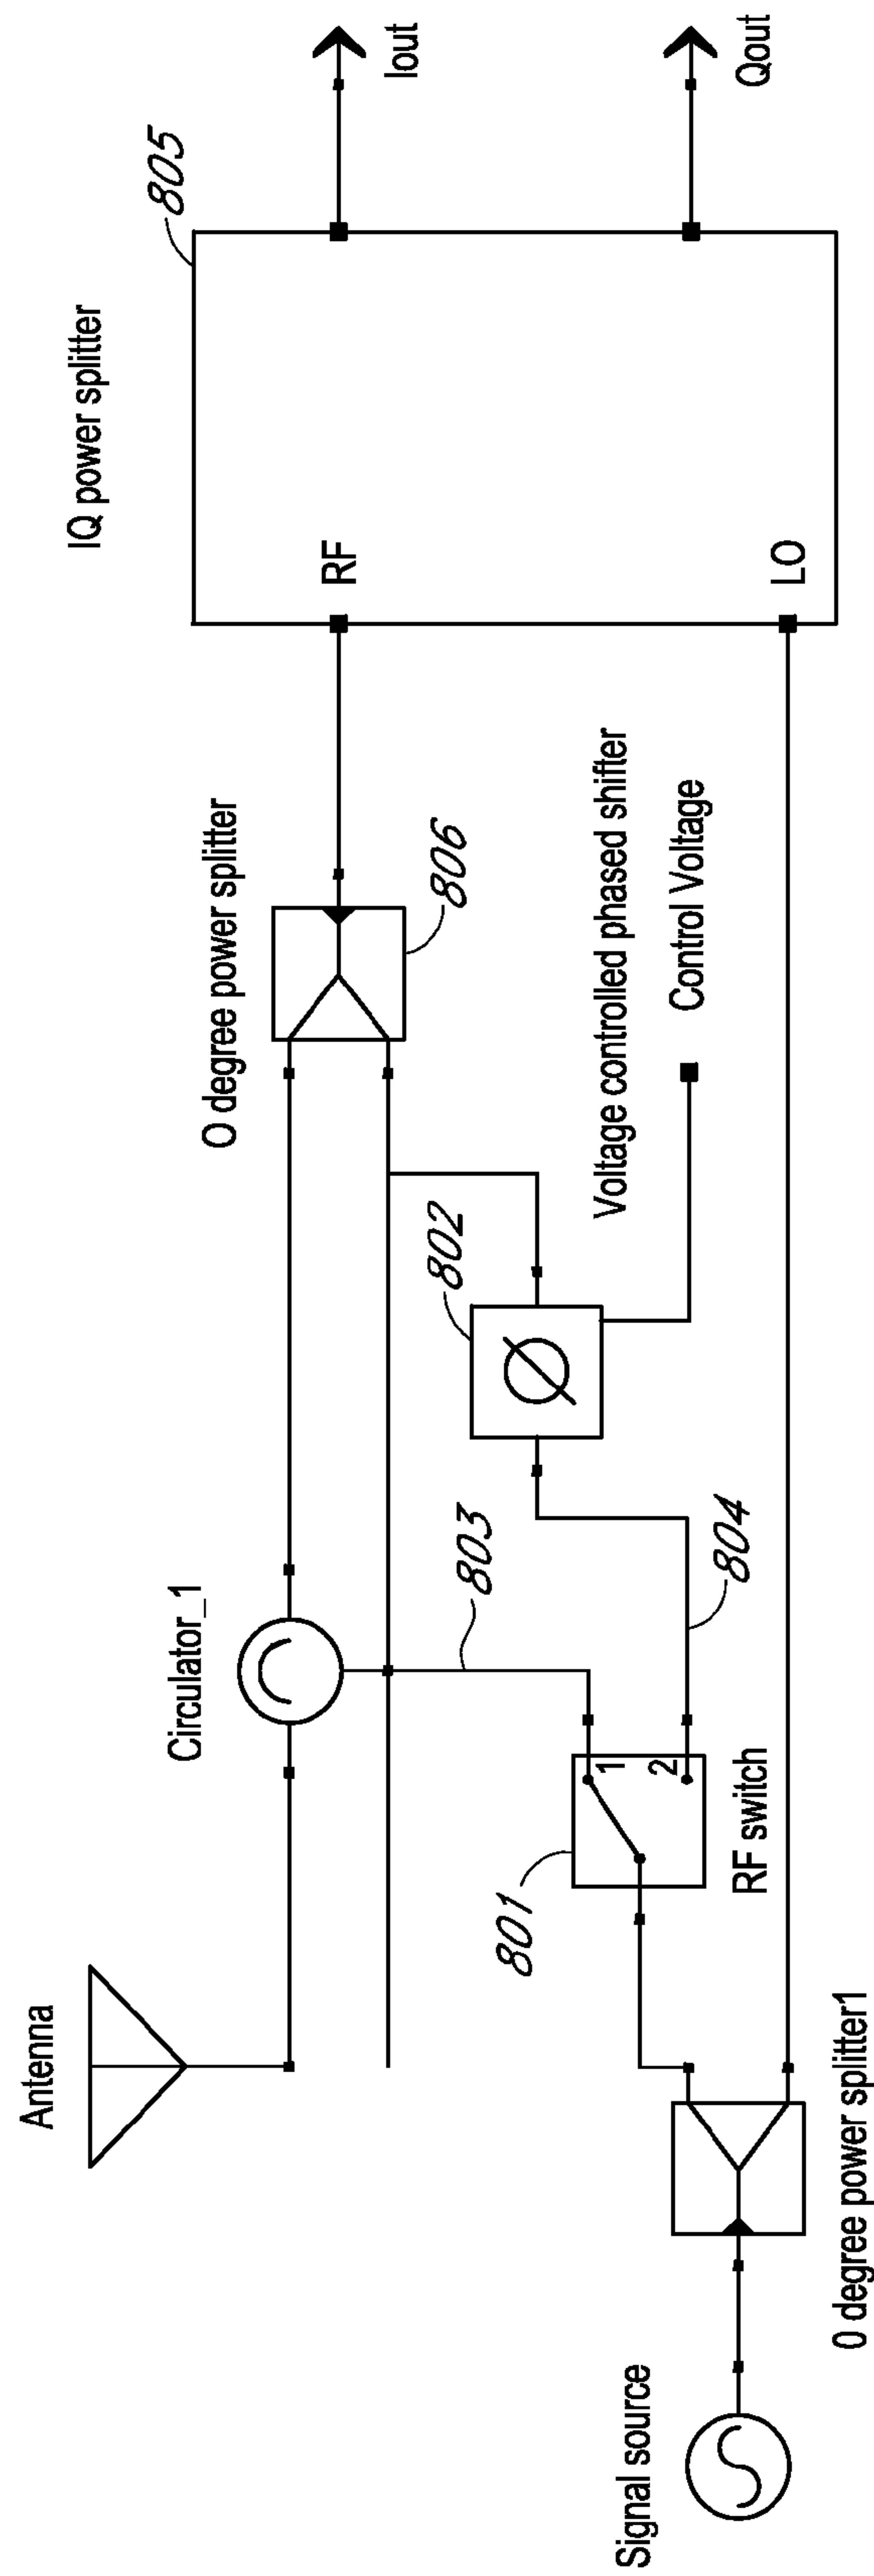 Antenna
Circulator_1
O degree power splitter
806
IQ power splitter
805
RF
LO
Iout
Qout
803
802
Voltage controlled phased shifter
Control Voltage
804
801
1
2
RF switch
Signal source
0 degree power splitter1